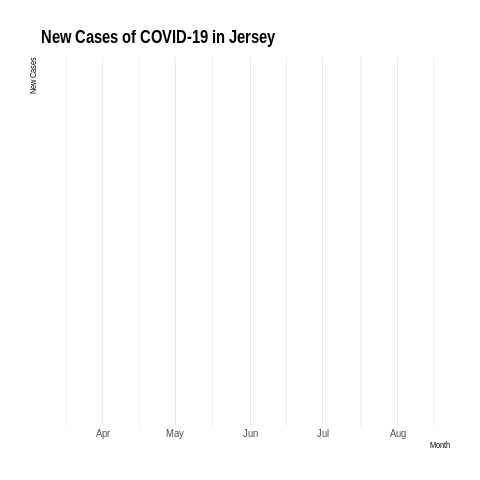 New Cases of COVID-19 in Jersey
New Cases
Apr May Jun Jul Aug
Month